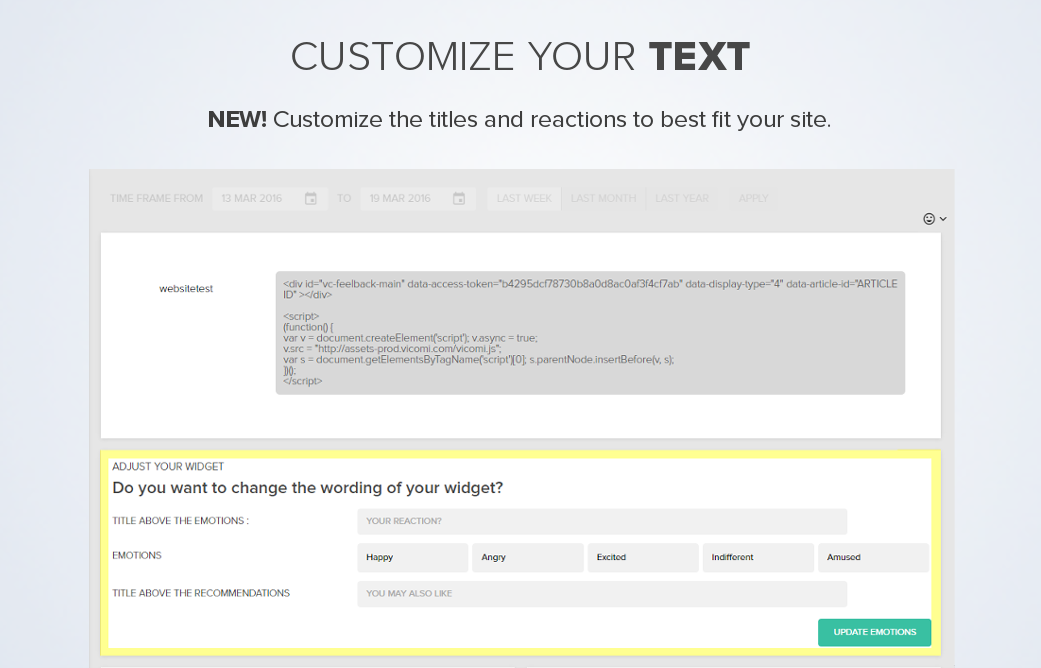 CUSTOMIZE YOUR TEXT
NEW! Customize the titles and reactions to best fit your site.
TIME FRAME FROM 13 MAR 2016 TO 19 MAR 2016 LAST WEEK LAST MONTH LAST YEAR APPLY
websitetest
<div id="vc-feelback-main" data-access-token="b4295dcf78730b8a0d8ac0af3f4cf7ab" data-display-type="4" data-article-id="ARTICLE
ID" ></div>
<script>
(function() {
var v = document.createElement('script'); v.async = true;
v.src = "http://assets-prod.vicomi.com/vicomi.js";
var s = document.getElementsByTagName('script')[0]; s.parentNode.insertBefore(v, s);
})();
</script>
ADJUST YOUR WIDGET
Do you want to change the wording of your widget?
TITLE ABOVE THE EMOTIONS : YOUR REACTION?
EMOTIONS Happy Angry Excited Indifferent Amused
TITLE ABOVE THE RECOMMENDATIONS YOU MAY ALSO LIKE
UPDATE EMOTIONS